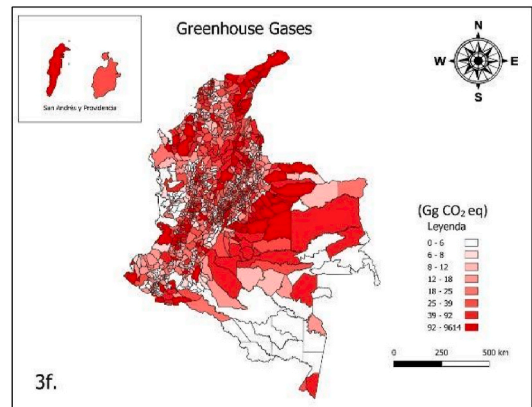 Greenhouse Gases
San Andrés y Providencia
N
W
E
S
(Gg CO₂ eq)
Leyenda
0 - 6
6 - 8
8 - 12
12 - 18
18 - 25
25 - 39
39 - 92
92 - 9614
0 250 500 km
3f.